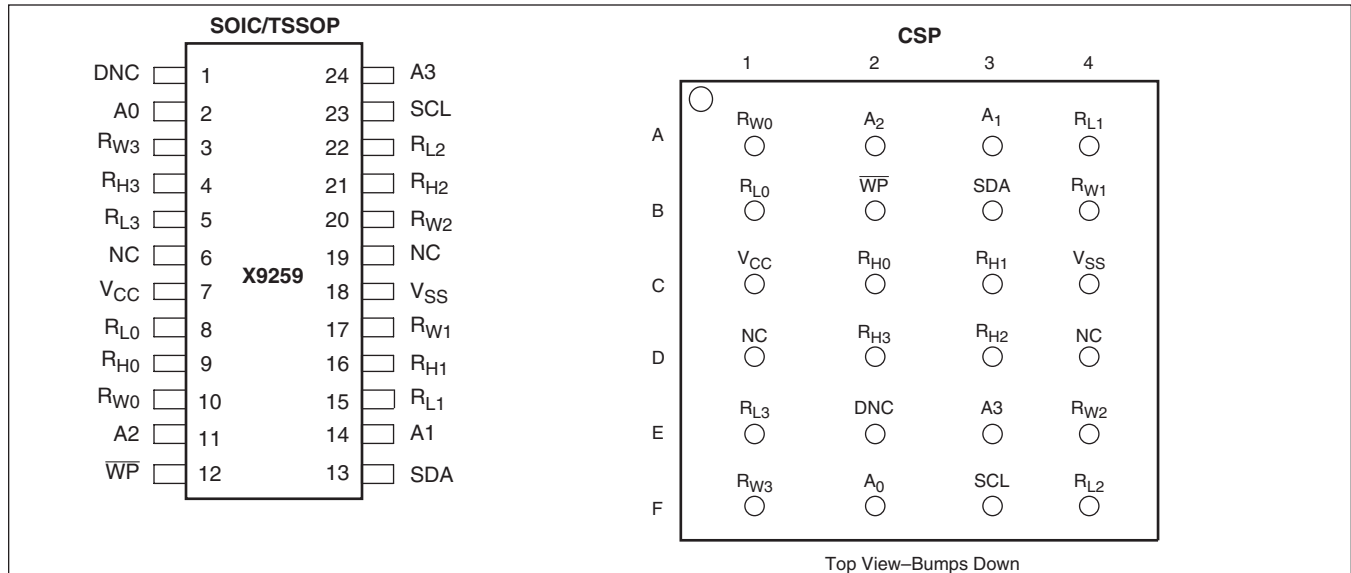 SOIC/TSSOP
DNC 1 24 A3
A0 2 23 SCL
RW3 3 22 RL2
RH3 4 21 RH2
RL3 5 20 RW2
NC 6 19 NC
X9259
VCC 7 18 VSS
RL0 8 17 RW1
RH0 9 16 RH1
RW0 10 15 RL1
A2 11 14 A1
WP 12 13 SDA
CSP
1 2 3 4
A RW0 A2 A1 RL1
B RL0 WP SDA RW1
C VCC RH0 RH1 VSS
D NC RH3 RH2 NC
E RL3 DNC A3 RW2
F RW3 A0 SCL RL2
Top View–Bumps Down